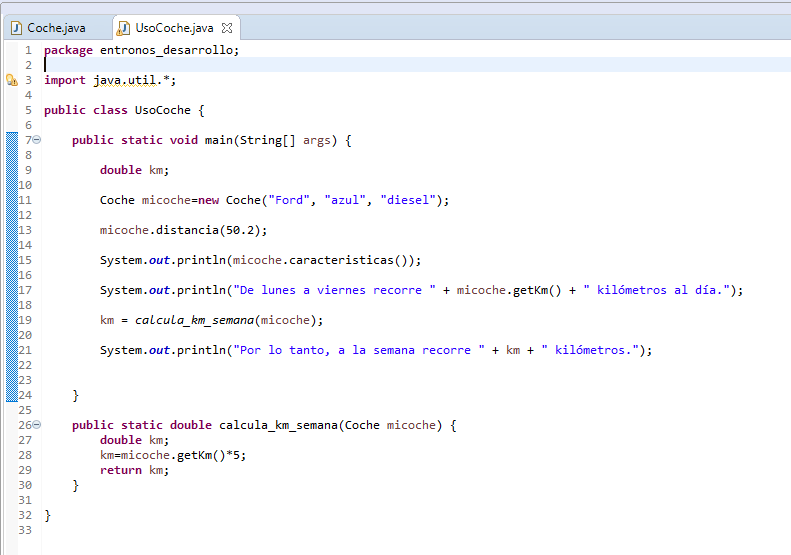 Coche.java UsoCoche.java
1 package entronos_desarrollo;
2
3 import java.util.*;
4
5 public class UsoCoche {
6
7 public static void main(String[] args) {
8
9 double km;
10
11 Coche micoche=new Coche("Ford", "azul", "diesel");
12
13 micoche.distancia(50.2);
14
15 System.out.println(micoche.caracteristicas());
16
17 System.out.println("De lunes a viernes recorre " + micoche.getKm() + " kilómetros al día.");
18
19 km = calcula_km_semana(micoche);
20
21 System.out.println("Por lo tanto, a la semana recorre " + km + " kilómetros.");
22
23
24 }
25
26 public static double calcula_km_semana(Coche micoche) {
27 double km;
28 km=micoche.getKm()*5;
29 return km;
30 }
31
32 }
33